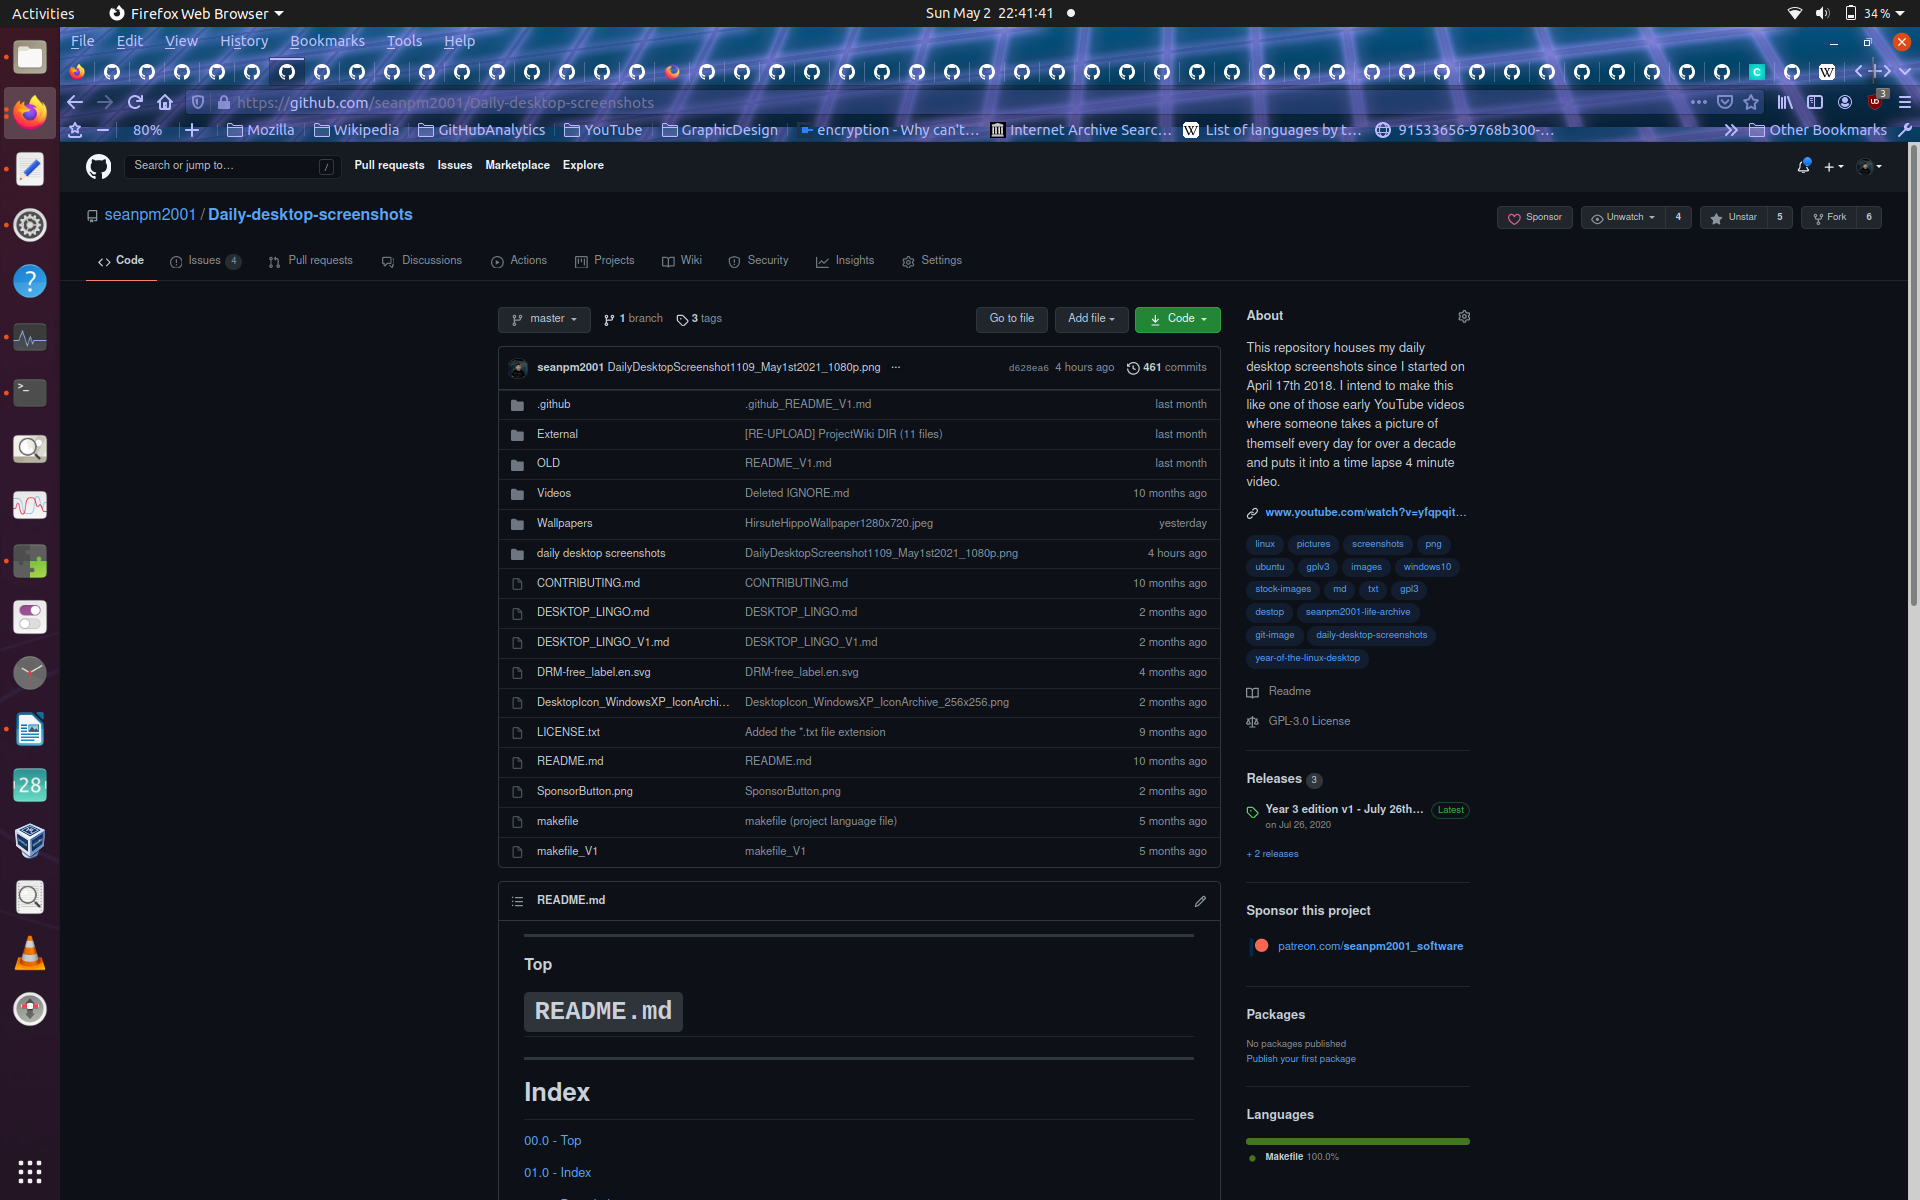 Activities
Firefox Web Browser
Sun May 2 22:41:41
34 %
File Edit View History Bookmarks Tools Help
https://github.com/seanpm2001/Daily-desktop-screenshots
3
80%
Mozilla
Wikipedia
GitHubAnalytics
YouTube
GraphicDesign
encryption - Why can't…
Internet Archive Searc…
List of languages by t…
91533656-9768b300-…
Other Bookmarks
Search or jump to…
/
Pull requests Issues Marketplace Explore
seanpm2001 / Daily-desktop-screenshots
Sponsor
Unwatch 4
Unstar 5
Fork 6
Code
Issues 4
Pull requests
Discussions
Actions
Projects
Wiki
Security
Insights
Settings
master
1 branch
3 tags
Go to file
Add file
Code
seanpm2001 DailyDesktopScreenshot1109_May1st2021_1080p.png ...
d628ea6 4 hours ago
461 commits
.github .github_README_V1.md last month
External [RE-UPLOAD] ProjectWiki DIR (11 files) last month
OLD README_V1.md last month
Videos Deleted IGNORE.md 10 months ago
Wallpapers HirsuteHippoWallpaper1280x720.jpeg yesterday
daily desktop screenshots DailyDesktopScreenshot1109_May1st2021_1080p.png 4 hours ago
CONTRIBUTING.md CONTRIBUTING.md 10 months ago
DESKTOP_LINGO.md DESKTOP_LINGO.md 2 months ago
DESKTOP_LINGO_V1.md DESKTOP_LINGO_V1.md 2 months ago
DRM-free_label.en.svg DRM-free_label.en.svg 4 months ago
DesktopIcon_WindowsXP_IconArchi… DesktopIcon_WindowsXP_IconArchive_256x256.png 2 months ago
LICENSE.txt Added the *.txt file extension 9 months ago
README.md README.md 10 months ago
SponsorButton.png SponsorButton.png 2 months ago
makefile makefile (project language file) 5 months ago
makefile_V1 makefile_V1 5 months ago
README.md
Top
README.md
Index
00.0 - Top
01.0 - Index
About
This repository houses my daily
desktop screenshots since I started on
April 17th 2018. I intend to make this
like one of those early YouTube videos
where someone takes a picture of
themself every day for over a decade
and puts it into a time lapse 4 minute
video.
www.youtube.com/watch?v=yfqpqit…
linux pictures screenshots png
ubuntu gplv3 images windows10
stock-images md txt gpl3
destop seanpm2001-life-archive
git-image daily-desktop-screenshots
year-of-the-linux-desktop
Readme
GPL-3.0 License
Releases 3
Year 3 edition v1 - July 26th… Latest
on Jul 26, 2020
+ 2 releases
Sponsor this project
patreon.com/seanpm2001_software
Packages
No packages published
Publish your first package
Languages
Makefile 100.0%
28